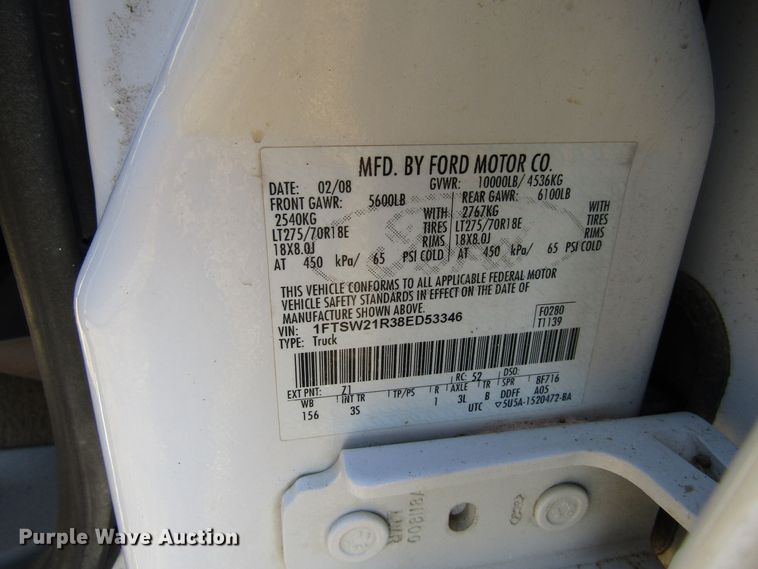 MFD. BY FORD MOTOR CO.
DATE: 02/08 GVWR: 10000LB/ 4536KG
FRONT GAWR: 5600LB REAR GAWR: 6100LB
2540KG WITH 2767KG WITH
LT275/70R18E TIRES LT275/70R18E TIRES
18X8.0J RIMS 18X8.0J RIMS
AT 450 kPa/ 65 PSI COLD AT 450 kPa/ 65 PSI COLD
THIS VEHICLE CONFORMS TO ALL APPLICABLE FEDERAL MOTOR
VEHICLE SAFETY STANDARDS IN EFFECT ON THE DATE OF
MANUFACTURE SHOWN ABOVE.
VIN: 1FTSW21R38ED53346 F0280
TYPE: Truck T1139
EXT PNT: Z1 RC: 52 DSO:
WB INT TR TP/PS R AXLE TR SPR BF716
156 3S 1 3L B DDFF A05
UTC ▽5U5A-1520472-BA
Purple Wave Auction